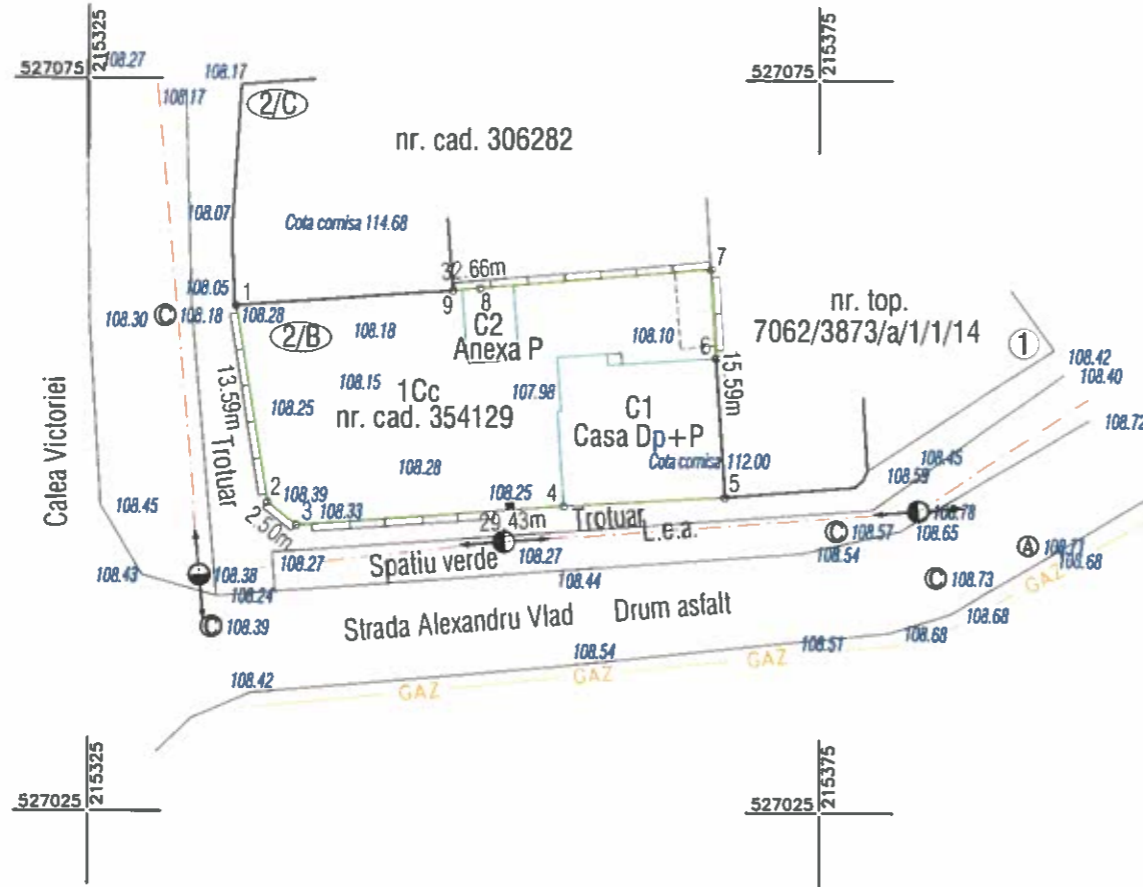 215325
527075
108.27
108.17
108.17
2/C
215375
527075
nr. cad. 306282
108.07
Cota cornisa 114.68
32.66m
7
108.05
1
108.30
C
108.18
108.28
9
8
C2
Anexa P
2/B
108.18
108.10
6
nr. top.
7062/3873/a/1/1/14
1
108.42
108.40
108.72
13.59m
15.59m
108.15
1Cc
nr. cad. 354129
107.98
C1
Casa Dp+P
108.25
Cota cornisa 112.00
Calea Victoriei
Trotuar
108.28
108.45
108.59
2
108.39
3
108.33
2.50m
108.25
4
5
29.43m
Trotuar
L.e.a.
108.78
108.45
108.27
Spatiu verde
108.27
C
108.57
108.54
108.65
A
108.71
108.68
108.43
108.38
108.24
108.44
C
108.73
C
108.39
Strada Alexandru Vlad
Drum asfalt
GAZ
108.68
108.68
108.51
108.54
GAZ
GAZ
GAZ
108.42
215325
527025
215375
527025